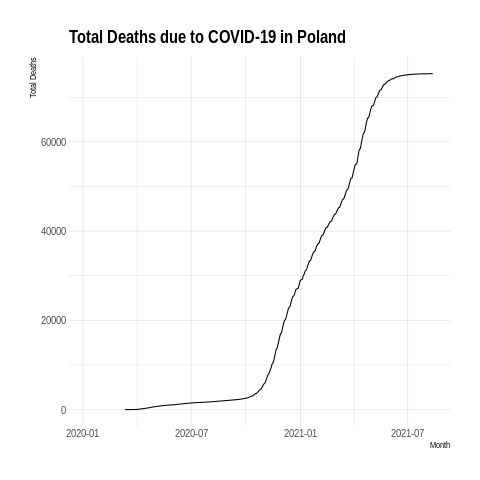 Total Deaths due to COVID-19 in Poland
Total Deaths
60000
40000
20000
0
2020-01 2020-07 2021-01 2021-07
Month